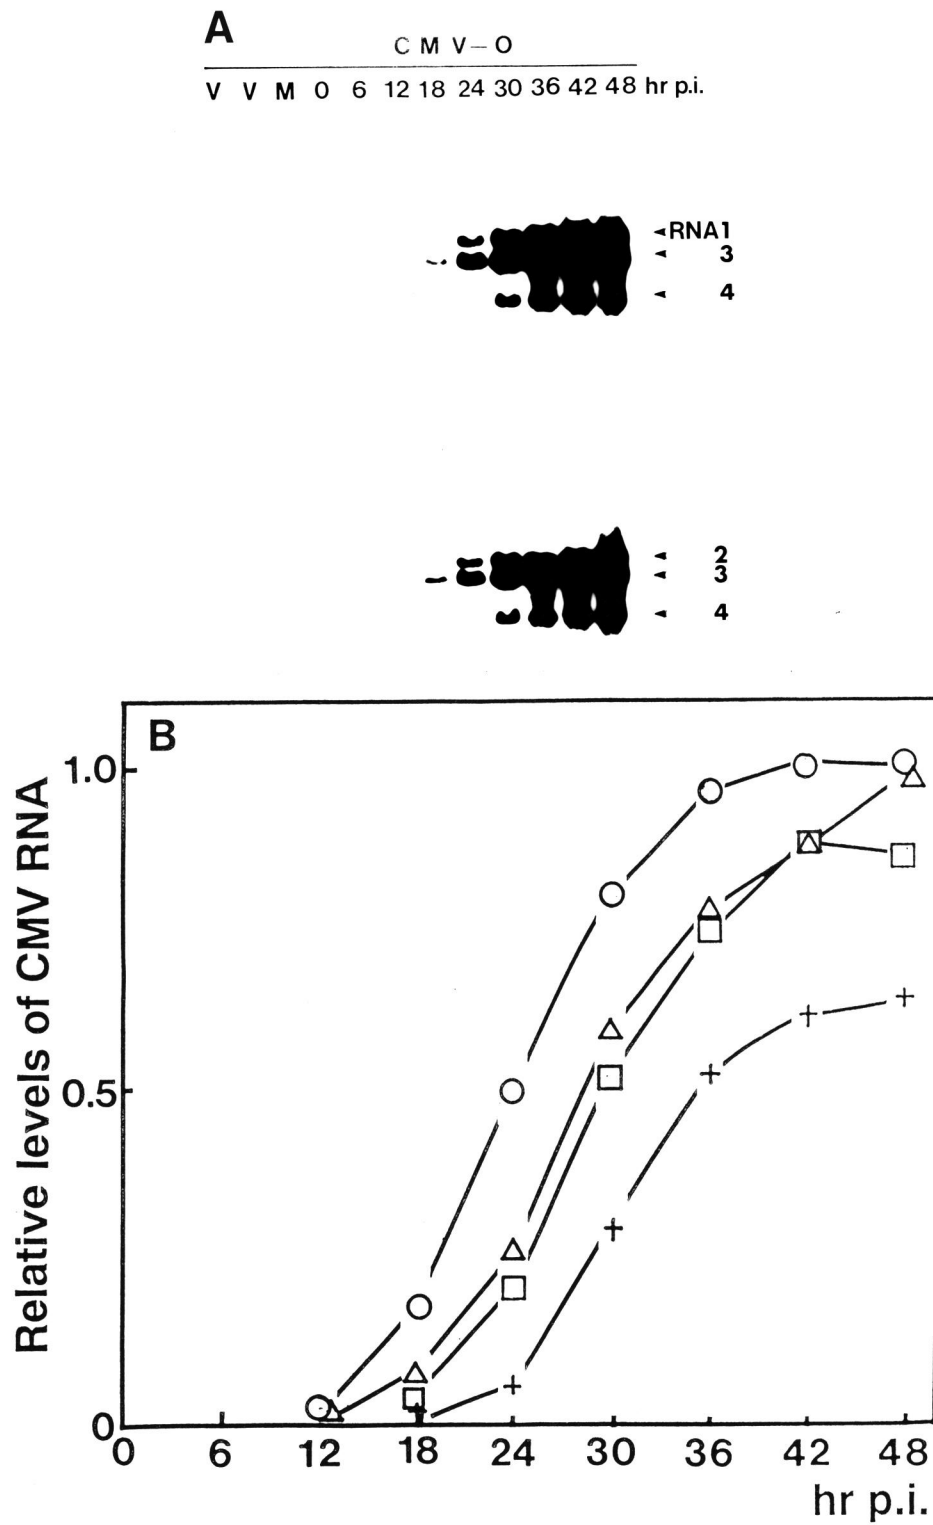 A
CMV-O
V V M 0 6 12 18 24 30 36 42 48 hr p.i.
RNA1
3
4
2
3
4
B
1.0
0.5
0
Relative levels of CMV RNA
0 6 12 18 24 30 36 42 48
hr p.i.